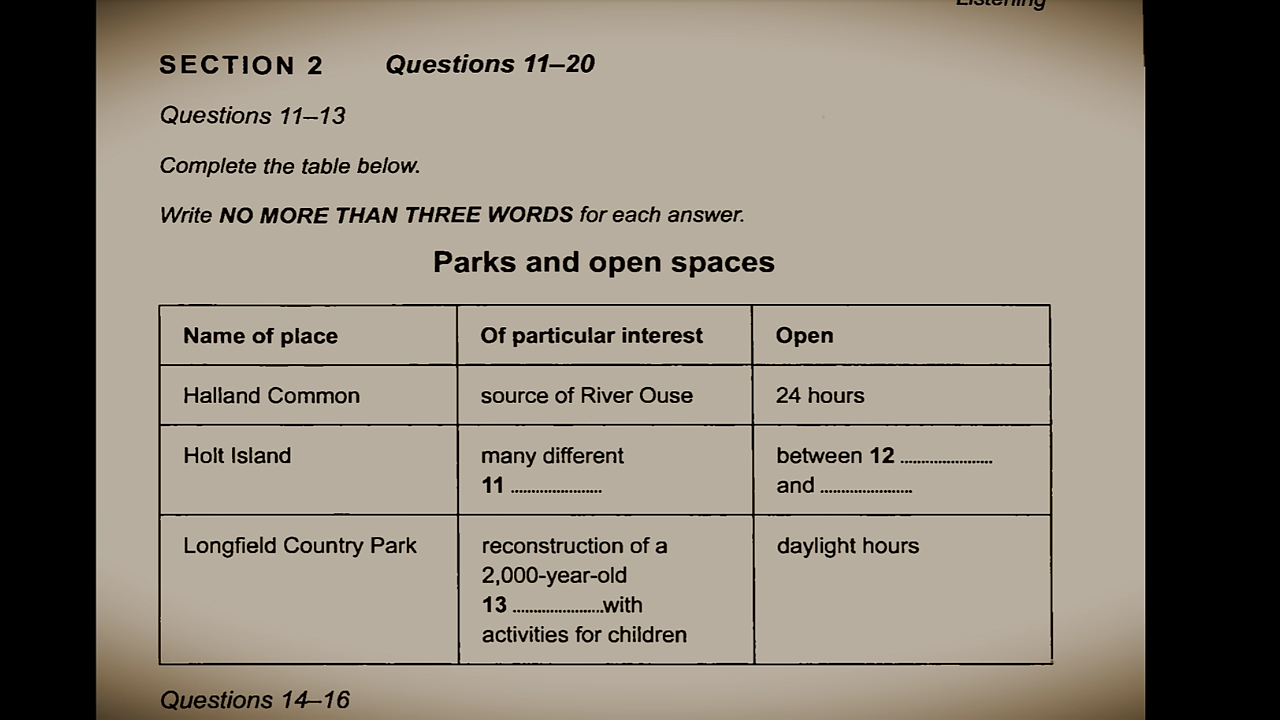 Listening
SECTION 2 Questions 11–20
Questions 11–13
Complete the table below.
Write NO MORE THAN THREE WORDS for each answer.
Parks and open spaces
Name of place Of particular interest Open
Halland Common source of River Ouse 24 hours
Holt Island many different between 12 ......................
11 ...................... and ......................
Longfield Country Park reconstruction of a daylight hours
2,000-year-old
13 ......................with
activities for children
Questions 14–16